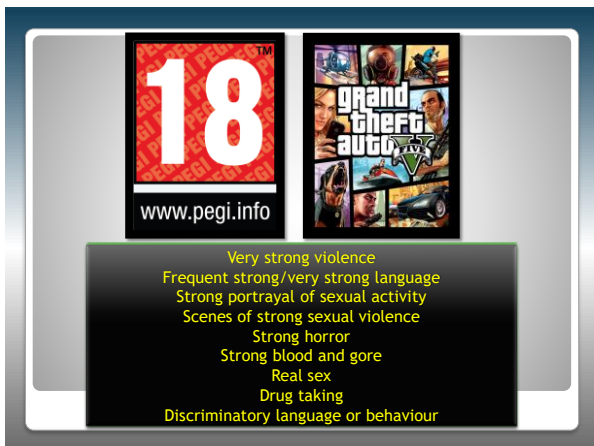 18
TM
www.pegi.info
grand
theft
auto
V
FIVE
Very strong violence
Frequent strong/very strong language
Strong portrayal of sexual activity
Scenes of strong sexual violence
Strong horror
Strong blood and gore
Real sex
Drug taking
Discriminatory language or behaviour